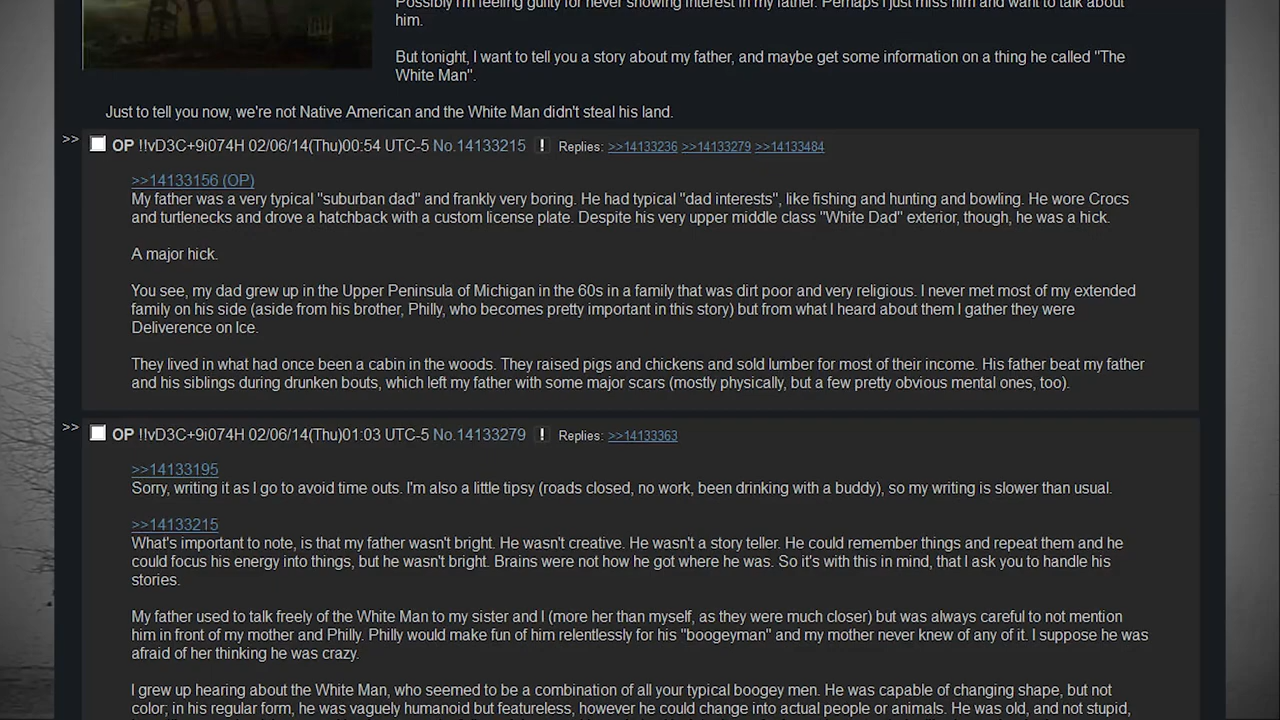 Possibly I'm feeling guilty for never showing interest in my father. Perhaps I just miss him and want to talk about
him.
But tonight, I want to tell you a story about my father, and maybe get some information on a thing he called "The
White Man".
Just to tell you now, we're not Native American and the White Man didn't steal his land.
>> OP !!vD3C+9i074H 02/06/14(Thu)00:54 UTC-5 No.14133215 ! Replies: >>14133236 >>14133279 >>14133484
>>14133156 (OP)
My father was a very typical "suburban dad" and frankly very boring. He had typical "dad interests", like fishing and hunting and bowling. He wore Crocs
and turtlenecks and drove a hatchback with a custom license plate. Despite his very upper middle class "White Dad" exterior, though, he was a hick.
A major hick.
You see, my dad grew up in the Upper Peninsula of Michigan in the 60s in a family that was dirt poor and very religious. I never met most of my extended
family on his side (aside from his brother, Philly, who becomes pretty important in this story) but from what I heard about them I gather they were
Deliverence on Ice.
They lived in what had once been a cabin in the woods. They raised pigs and chickens and sold lumber for most of their income. His father beat my father
and his siblings during drunken bouts, which left my father with some major scars (mostly physically, but a few pretty obvious mental ones, too).
>> OP !!vD3C+9i074H 02/06/14(Thu)01:03 UTC-5 No.14133279 ! Replies: >>14133363
>>14133195
Sorry, writing it as I go to avoid time outs. I'm also a little tipsy (roads closed, no work, been drinking with a buddy), so my writing is slower than usual.
>>14133215
What's important to note, is that my father wasn't bright. He wasn't creative. He wasn't a story teller. He could remember things and repeat them and he
could focus his energy into things, but he wasn't bright. Brains were not how he got where he was. So it's with this in mind, that I ask you to handle his
stories.
My father used to talk freely of the White Man to my sister and I (more her than myself, as they were much closer) but was always careful to not mention
him in front of my mother and Philly. Philly would make fun of him relentlessly for his "boogeyman" and my mother never knew of any of it. I suppose he was
afraid of her thinking he was crazy.
I grew up hearing about the White Man, who seemed to be a combination of all your typical boogey men. He was capable of changing shape, but not
color; in his regular form, he was vaguely humanoid but featureless, however he could change into actual people or animals. He was old, and not stupid,